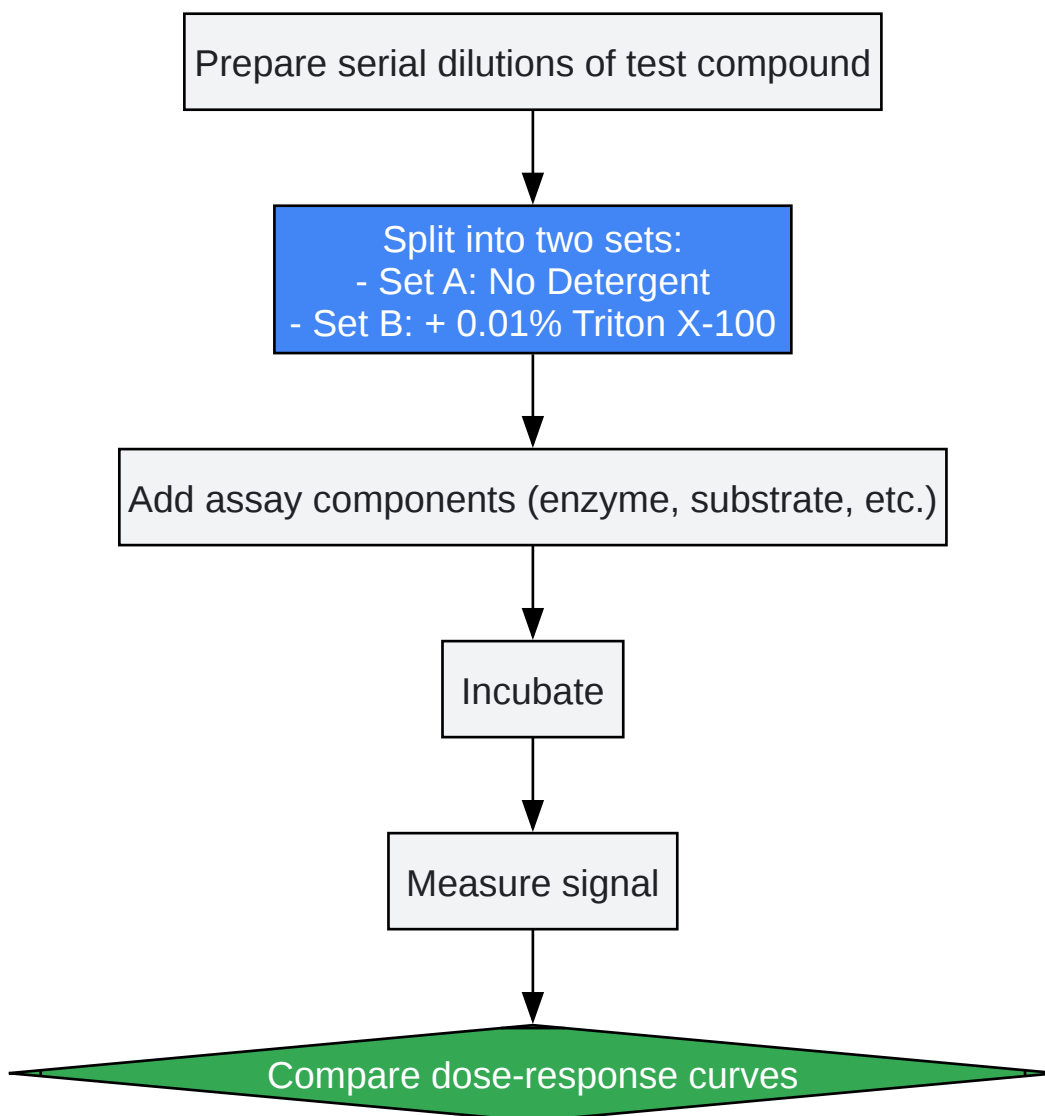 Prepare serial dilutions of test compound
Split into two sets:
- Set A: No Detergent
- Set B: + 0.01% Triton X-100
Add assay components (enzyme, substrate, etc.)
Incubate
Measure signal
Compare dose-response curves